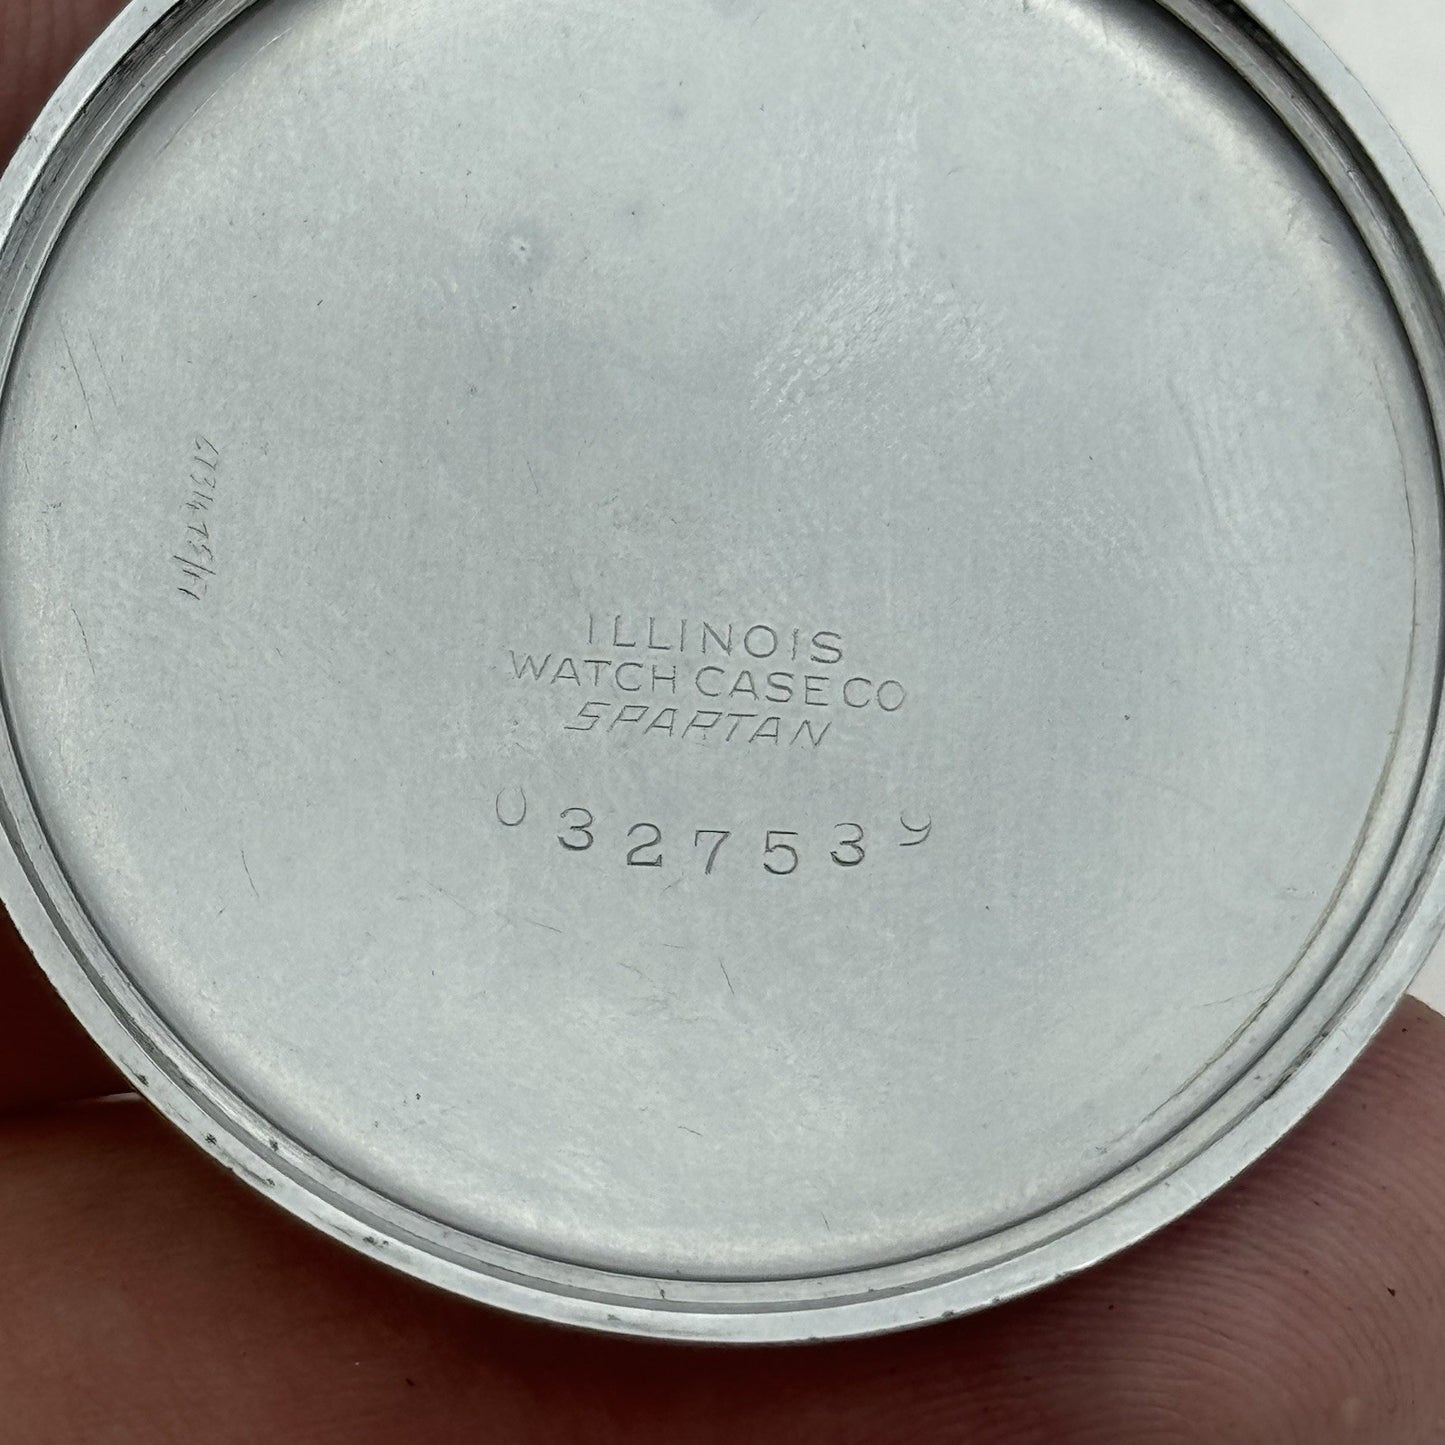 ILLINOIS
WATCH CASE CO
SPARTAN
0327539